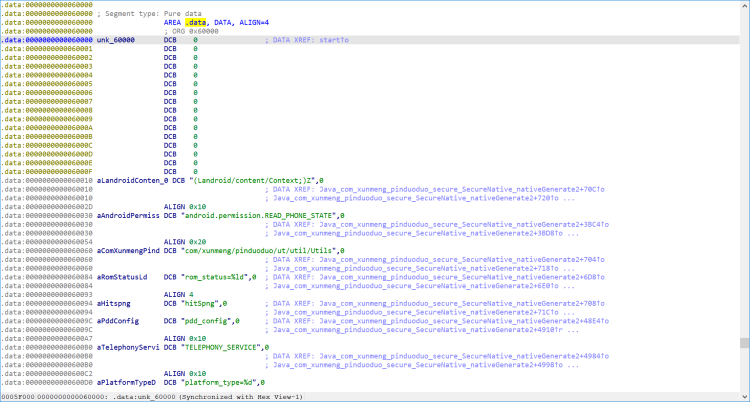 .data:0000000000060000
.data:0000000000060000 ; Segment type: Pure data
.data:0000000000060000 AREA .data, DATA, ALIGN=4
.data:0000000000060000 ; ORG 0x60000
.data:0000000000060000 unk_60000 DCB 0 ; DATA XREF: start↑o
.data:0000000000060001 DCB 0
.data:0000000000060002 DCB 0
.data:0000000000060003 DCB 0
.data:0000000000060004 DCB 0
.data:0000000000060005 DCB 0
.data:0000000000060006 DCB 0
.data:0000000000060007 DCB 0
.data:0000000000060008 DCB 0
.data:0000000000060009 DCB 0
.data:000000000006000A DCB 0
.data:000000000006000B DCB 0
.data:000000000006000C DCB 0
.data:000000000006000D DCB 0
.data:000000000006000E DCB 0
.data:000000000006000F DCB 0
.data:0000000000060010 aLandroidConten_0 DCB "(Landroid/content/Context;)Z",0
.data:0000000000060010 ; DATA XREF: Java_com_xunmeng_pinduoduo_secure_SecureNative_nativeGenerate2+70C↑o
.data:0000000000060010 ; Java_com_xunmeng_pinduoduo_secure_SecureNative_nativeGenerate2+720↑o ...
.data:000000000006002D ALIGN 0x10
.data:0000000000060030 aAndroidPermiss DCB "android.permission.READ_PHONE_STATE",0
.data:0000000000060030 ; DATA XREF: Java_com_xunmeng_pinduoduo_secure_SecureNative_nativeGenerate2+3BC4↑o
.data:0000000000060030 ; Java_com_xunmeng_pinduoduo_secure_SecureNative_nativeGenerate2+3BD8↑o ...
.data:0000000000060054 ALIGN 0x20
.data:0000000000060060 aComXunmengPind DCB "com/xunmeng/pinduoduo/ut/util/Utils",0
.data:0000000000060060 ; DATA XREF: Java_com_xunmeng_pinduoduo_secure_SecureNative_nativeGenerate2+704↑o
.data:0000000000060060 ; Java_com_xunmeng_pinduoduo_secure_SecureNative_nativeGenerate2+718↑o ...
.data:0000000000060084 aRomStatusLd DCB "rom_status=%ld",0 ; DATA XREF: Java_com_xunmeng_pinduoduo_secure_SecureNative_nativeGenerate2+6D8↑o
.data:0000000000060084 ; Java_com_xunmeng_pinduoduo_secure_SecureNative_nativeGenerate2+6E0↑o ...
.data:0000000000060093 ALIGN 4
.data:0000000000060094 aHitspng DCB "hitSpng",0 ; DATA XREF: Java_com_xunmeng_pinduoduo_secure_SecureNative_nativeGenerate2+708↑o
.data:0000000000060094 ; Java_com_xunmeng_pinduoduo_secure_SecureNative_nativeGenerate2+71C↑o ...
.data:000000000006009C aPddConfig DCB "pdd_config",0 ; DATA XREF: Java_com_xunmeng_pinduoduo_secure_SecureNative_nativeGenerate2+48E4↑o
.data:000000000006009C ; Java_com_xunmeng_pinduoduo_secure_SecureNative_nativeGenerate2+4910↑r ...
.data:00000000000600A7 ALIGN 0x10
.data:00000000000600B0 aTelephonyServi DCB "TELEPHONY_SERVICE",0
.data:00000000000600B0 ; DATA XREF: Java_com_xunmeng_pinduoduo_secure_SecureNative_nativeGenerate2+4984↑o
.data:00000000000600B0 ; Java_com_xunmeng_pinduoduo_secure_SecureNative_nativeGenerate2+4998↑o ...
.data:00000000000600C2 ALIGN 0x10
.data:00000000000600D0 aPlatformTypeD DCB "platform_type=%d",0
0005F000 0000000000060000: .data:unk_60000 (Synchronized with Hex View-1)